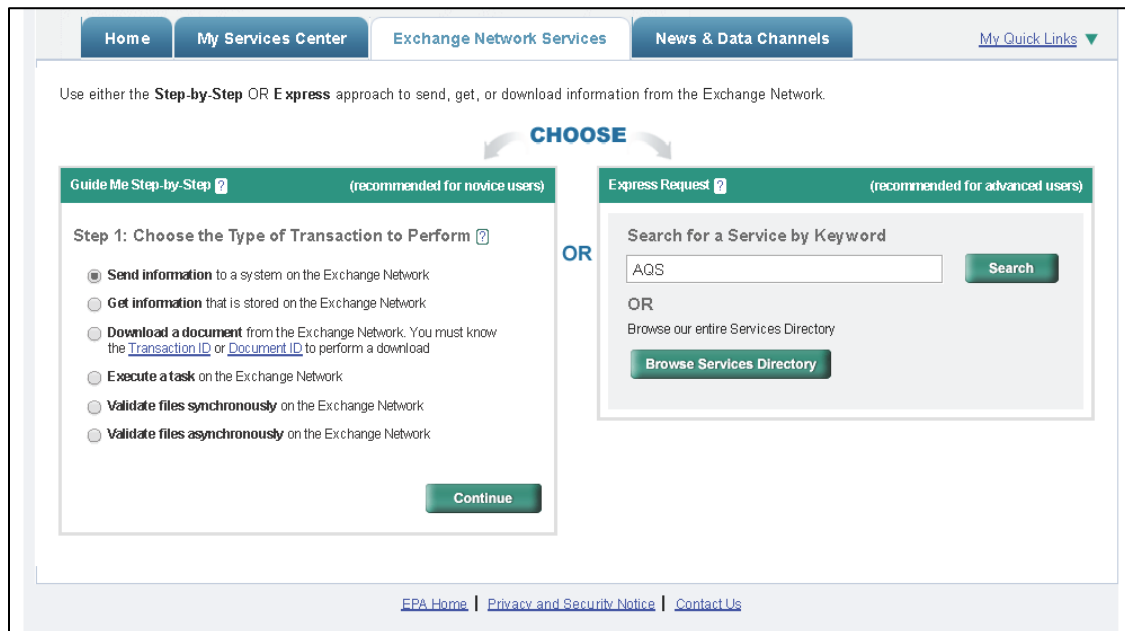 Home My Services Center Exchange Network Services News & Data Channels My Quick Links
Use either the Step-by-Step OR Express approach to send, get, or download information from the Exchange Network.
CHOOSE
Guide Me Step-by-Step ? (recommended for novice users)
Step 1: Choose the Type of Transaction to Perform ?
Send information to a system on the Exchange Network
Get information that is stored on the Exchange Network
Download a document from the Exchange Network. You must know
the Transaction ID or Document ID to perform a download
Execute a task on the Exchange Network
Validate files synchronously on the Exchange Network
Validate files asynchronously on the Exchange Network
Continue
OR
Express Request ? (recommended for advanced users)
Search for a Service by Keyword
AQS Search
OR
Browse our entire Services Directory
Browse Services Directory
EPA Home | Privacy and Security Notice | Contact Us